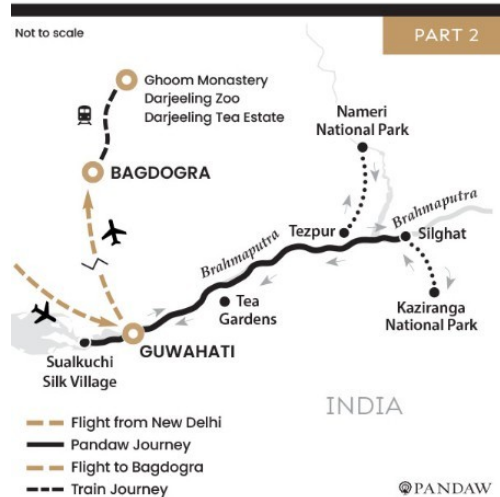 Not to scale
PART 2
Ghoom Monastery
Darjeeling Zoo
Darjeeling Tea Estate
Nameri
National Park
BAGDOGRA
Brahmaputra
Tezpur
Silghat
Brahmaputra
Tea
Gardens
Kaziranga
National Park
GUWAHATI
Sualkuchi
Silk Village
INDIA
Flight from New Delhi
Pandaw Journey
Flight to Bagdogra
Train Journey
PANDAW